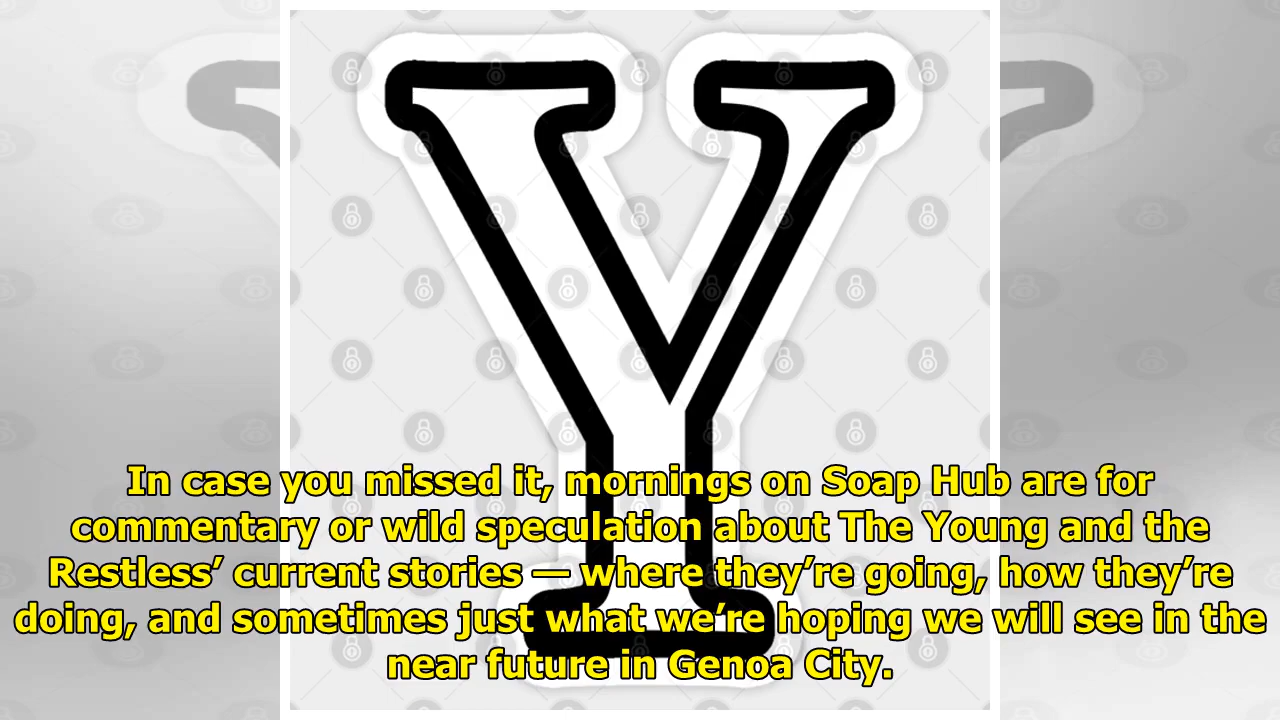 Y
In case you missed it, mornings on Soap Hub are for
commentary or wild speculation about The Young and the
Restless’ current stories — where they’re going, how they’re
doing, and sometimes just what we’re hoping we will see in the
near future in Genoa City.